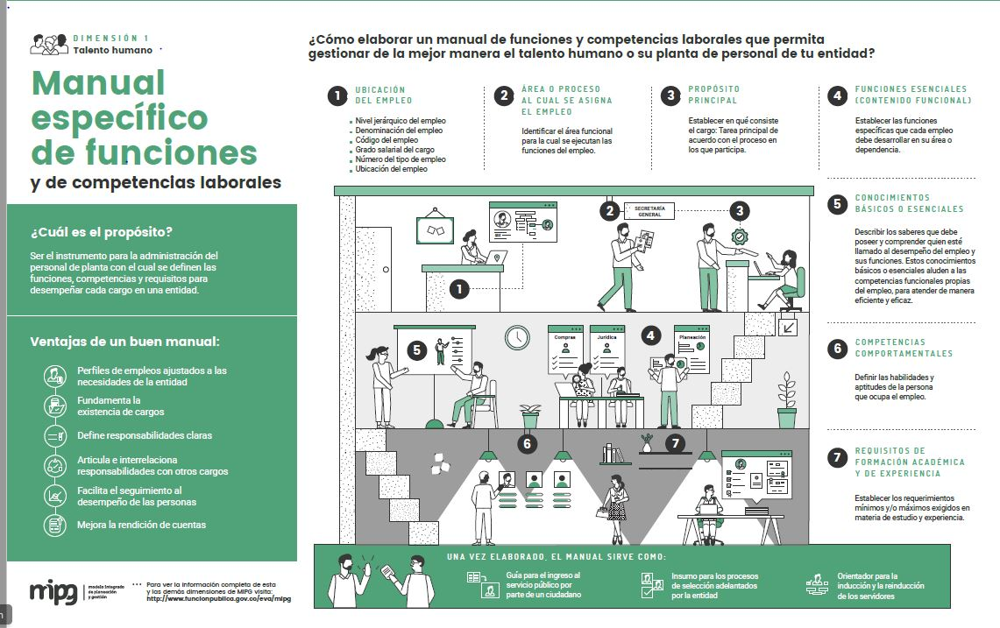 DIMENSIÓN 1
Talento humano
Manual
específico
de funciones
y de competencias laborales
¿Cuál es el propósito?
Ser el instrumento para la administración del
personal de planta con el cual se definen las
funciones, competencias y requisitos para
desempeñar cada cargo en una entidad.
Ventajas de un buen manual:
Perfiles de empleos ajustados a las
necesidades de la entidad
Fundamenta la
existencia de cargos
Define responsabilidades claras
Articula e interrelaciona
responsabilidades con otros cargos
Facilita el seguimiento al
desempeño de las personas
Mejora la rendición de cuentas
mipg
modelo integrado
de planeación
y gestión
Para ver la información completa de esta
y las demás dimensiones de MIPG visita:
http://www.funcionpublica.gov.co/eva/mipg
¿Cómo elaborar un manual de funciones y competencias laborales que permita
gestionar de la mejor manera el talento humano o su planta de personal de tu entidad?
1
UBICACIÓN
DEL EMPLEO
Nivel jerárquico del empleo
Denominación del empleo
Código del empleo
Grado salarial del cargo
Número del tipo de empleo
Ubicación del empleo
2
ÁREA O PROCESO
AL CUAL SE ASIGNA
EL EMPLEO
Identificar el área funcional
para la cual se ejecutan las
funciones del empleo.
3
PROPÓSITO
PRINCIPAL
Establecer en qué consiste
el cargo: Tarea principal de
acuerdo con el proceso en
los que participa.
4
FUNCIONES ESENCIALES
(CONTENIDO FUNCIONAL)
Establecer las funciones
específicas que cada empleo
debe desarrollar en su área o
dependencia.
5
CONOCIMIENTOS
BÁSICOS O ESENCIALES
Describir los saberes que debe
poseer y comprender quien esté
llamado al desempeño del empleo y
sus funciones. Estos conocimientos
básicos o esenciales aluden a las
competencias funcionales propias
del empleo, para atender de manera
eficiente y eficaz.
6
COMPETENCIAS
COMPORTAMENTALES
Definir las habilidades y
aptitudes de la persona
que ocupa el empleo.
7
REQUISITOS DE
FORMACIÓN ACADÉMICA
Y DE EXPERIENCIA
Establecer los requerimientos
mínimos y/o máximos exigidos en
materia de estudio y experiencia.
2
SECRETARÍA
GENERAL
3
1
5
Compras
Jurídica
4
Planeación
6
7
UNA VEZ ELABORADO, EL MANUAL SIRVE COMO:
Guía para el ingreso al
servicio público por
parte de un ciudadano
Insumo para los procesos
de selección adelantados
por la entidad
Orientador para la
inducción y la reinducción
de los servidores